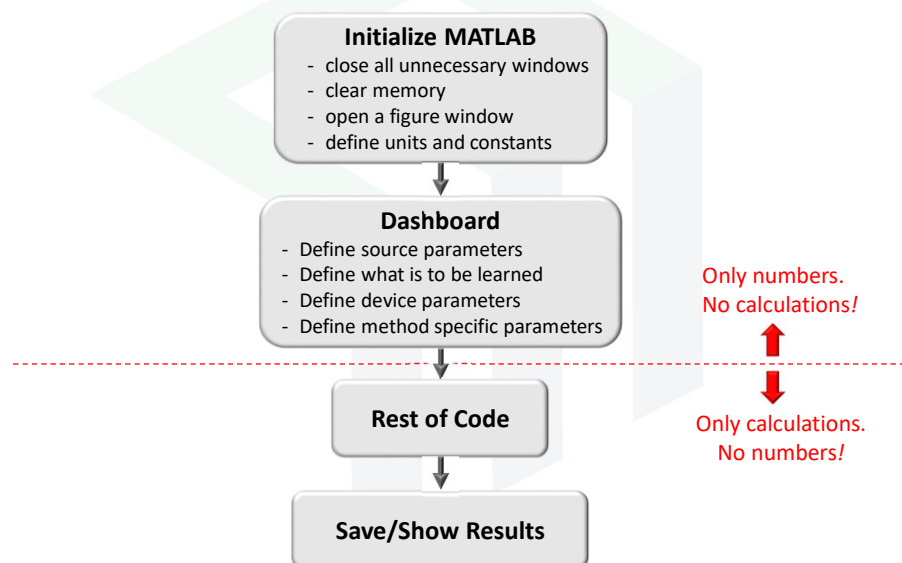 Initialize MATLAB
- close all unnecessary windows
- clear memory
- open a figure window
- define units and constants
Dashboard
- Define source parameters
- Define what is to be learned
- Define device parameters
- Define method specific parameters
Only numbers.
No calculations!
Rest of Code
Only calculations.
No numbers!
Save/Show Results